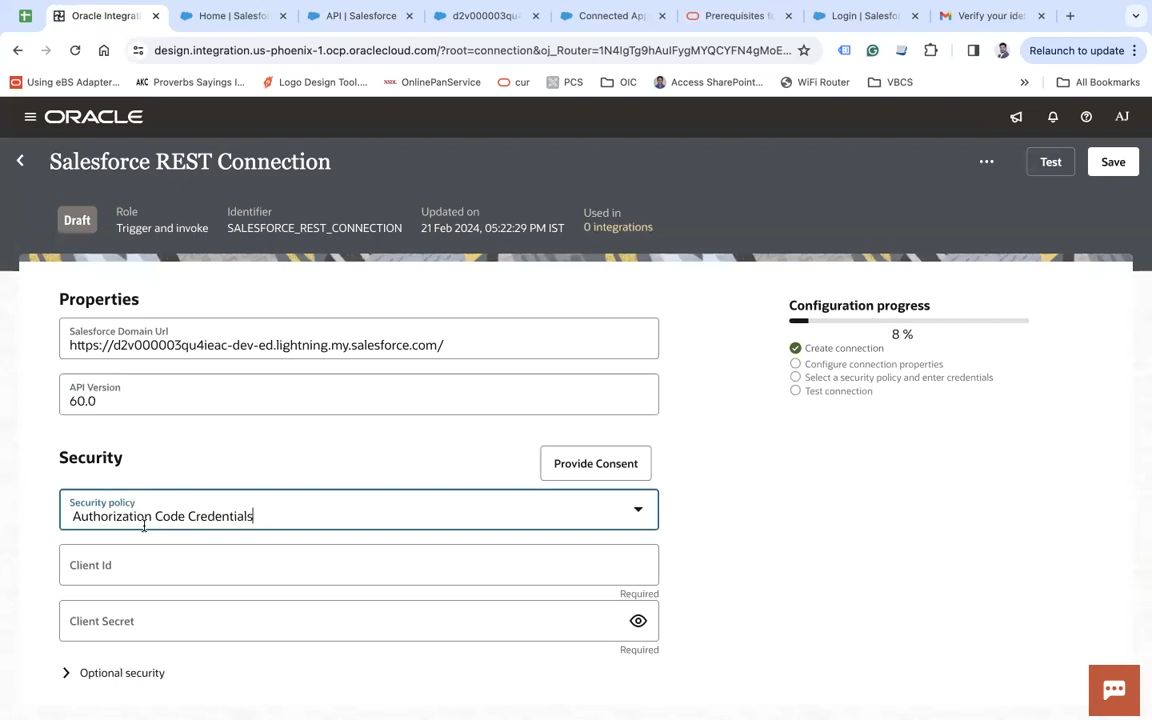 Oracle Integrat
Home | Salesfo
API | Salesforce
d2v000003qu
Connected App
Prerequisites fo
Login | Salesfo
Verify your ide
design.integration.us-phoenix-1.ocp.oraclecloud.com/?root=connection&oj_Router=1N4IgTg9hAuIFygMYQCYFN4gMoE...
Relaunch to update
Using eBS Adapter...
AKC Proverbs Sayings I...
Logo Design Tool....
OnlinePanService
cur
PCS
OIC
Access SharePoint...
WiFi Router
VBCS
All Bookmarks
ORACLE
AJ
Salesforce REST Connection
Test
Save
Draft
Role
Trigger and invoke
Identifier
SALESFORCE_REST_CONNECTION
Updated on
21 Feb 2024, 05:22:29 PM IST
Used in
0 integrations
Properties
Salesforce Domain Url
https://d2v000003qu4ieac-dev-ed.lightning.my.salesforce.com/
API Version
60.0
Configuration progress
8 %
Create connection
Configure connection properties
Select a security policy and enter credentials
Test connection
Security
Provide Consent
Security policy
Authorization Code Credentials
Client Id
Required
Client Secret
Required
Optional security